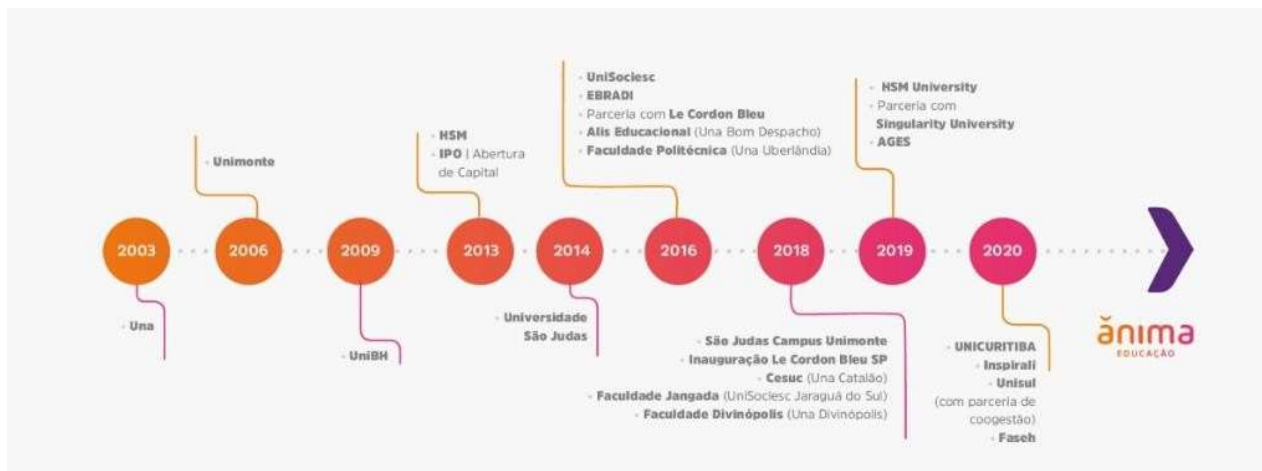 2003
- Una
2006
- Unimonte
2009
- UniBH
2013
- HSM
- IPO | Abertura
de Capital
2014
- Universidade
São Judas
2016
- UniSociesc
- EBRADI
- Parceria com Le Cordon Bleu
- Alis Educacional (Una Bom Despacho)
- Faculdade Politécnica (Una Uberlândia)
2018
- São Judas Campus Unimonte
- Inauguração Le Cordon Bleu SP
- Cesuc (Una Catalão)
- Faculdade Jangada (UniSociesc Jaraguá do Sul)
- Faculdade Divinópolis (Una Divinópolis)
2019
- HSM University
- Parceria com
Singularity University
- AGES
2020
- UNICURITIBA
- Inspirali
- Unisul
(com parceria de
coogestão)
- Faseh
ănima
EDUCAÇÃO